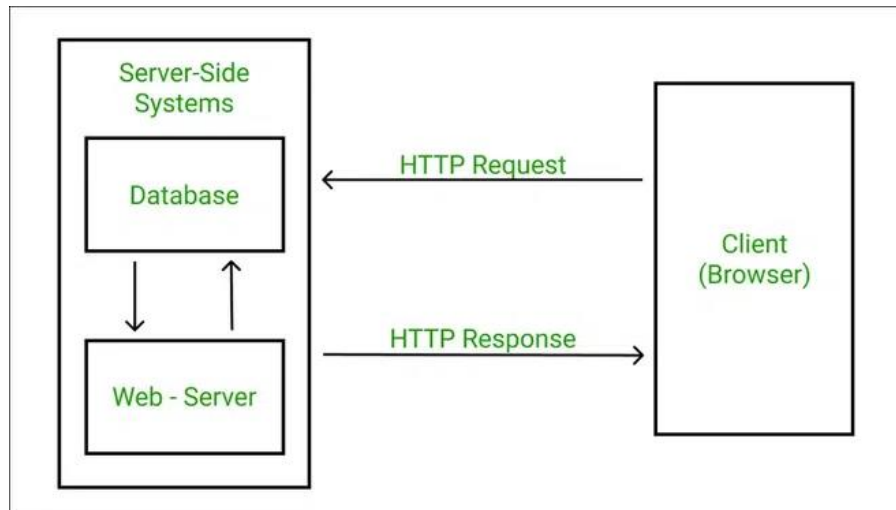 Server-Side
Systems
Database
Web - Server
HTTP Request
HTTP Response
Client
(Browser)